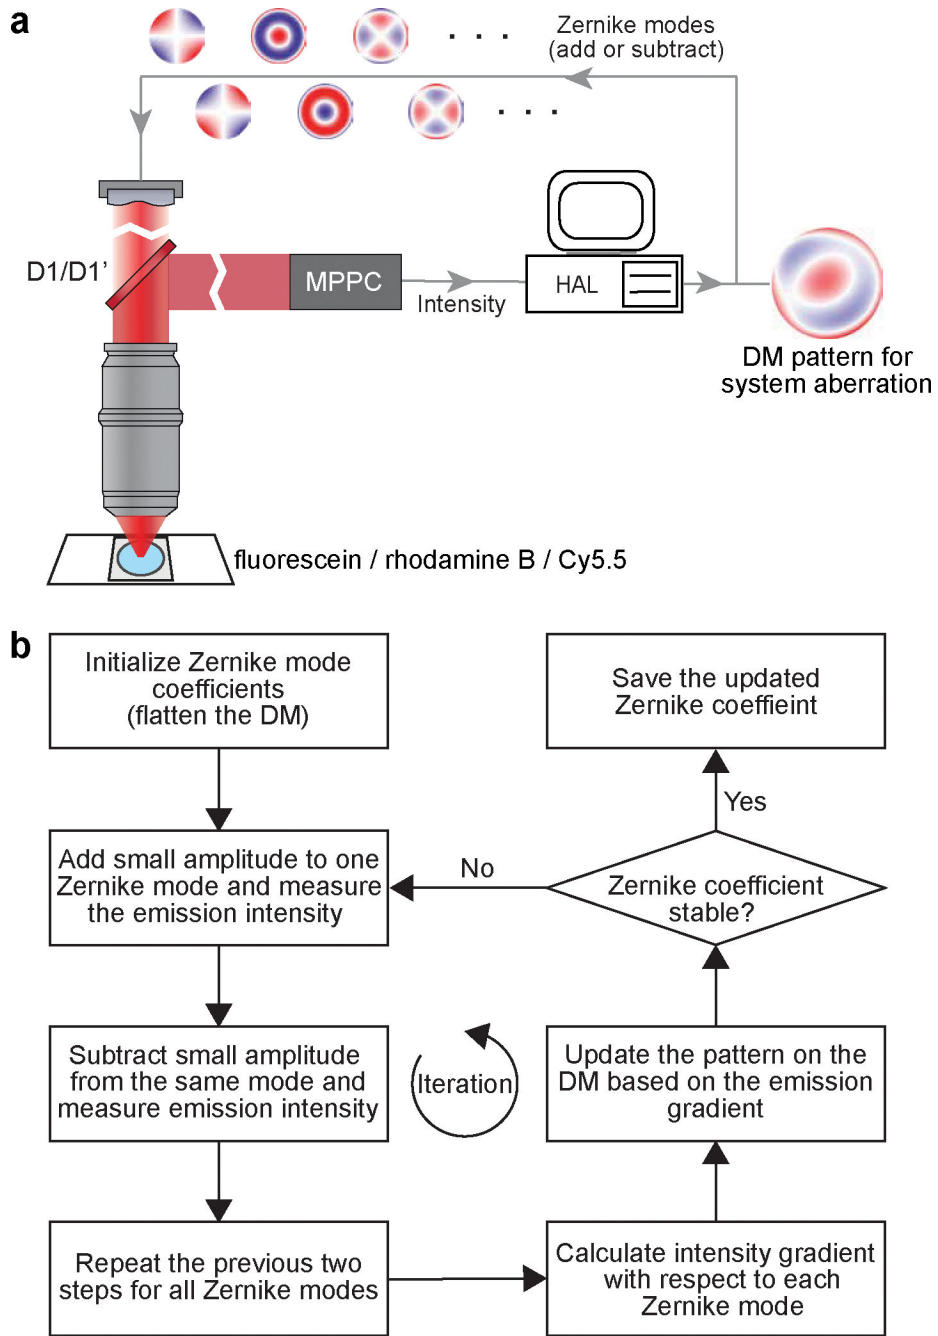 a
Zernike modes
(add or subtract)
. . .
. . .
D1/D1’
MPPC
Intensity
HAL
DM pattern for
system aberration
fluorescein / rhodamine B / Cy5.5
b
Initialize Zernike mode
coefficients
(flatten the DM)
Save the updated
Zernike coeffieint
Yes
Add small amplitude to one
Zernike mode and measure
the emission intensity
No
Zernike coefficient
stable?
Subtract small amplitude
from the same mode and
measure emission intensity
Iteration
Update the pattern on the
DM based on the emission
gradient
Repeat the previous two
steps for all Zernike modes
Calculate intensity gradient
with respect to each
Zernike mode